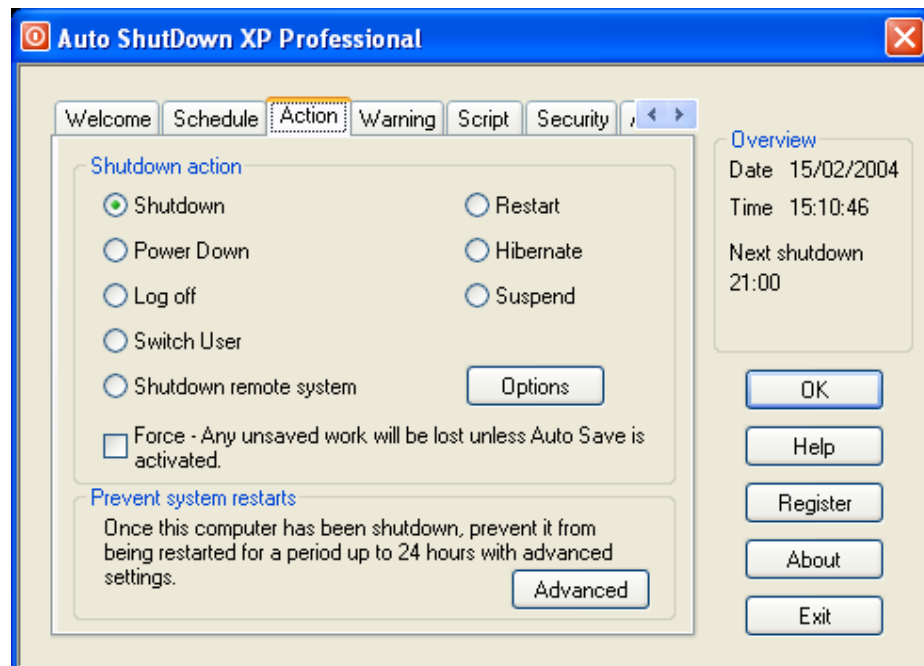 Auto ShutDown XP Professional
Welcome Schedule Action Warning Script Security
Shutdown action
Shutdown
Restart
Power Down
Hibernate
Log off
Suspend
Switch User
Shutdown remote system
Options
Force - Any unsaved work will be lost unless Auto Save is
activated.
Prevent system restarts
Once this computer has been shutdown, prevent it from
being restarted for a period up to 24 hours with advanced
settings.
Advanced
Overview
Date 15/02/2004
Time 15:10:46
Next shutdown
21:00
OK
Help
Register
About
Exit